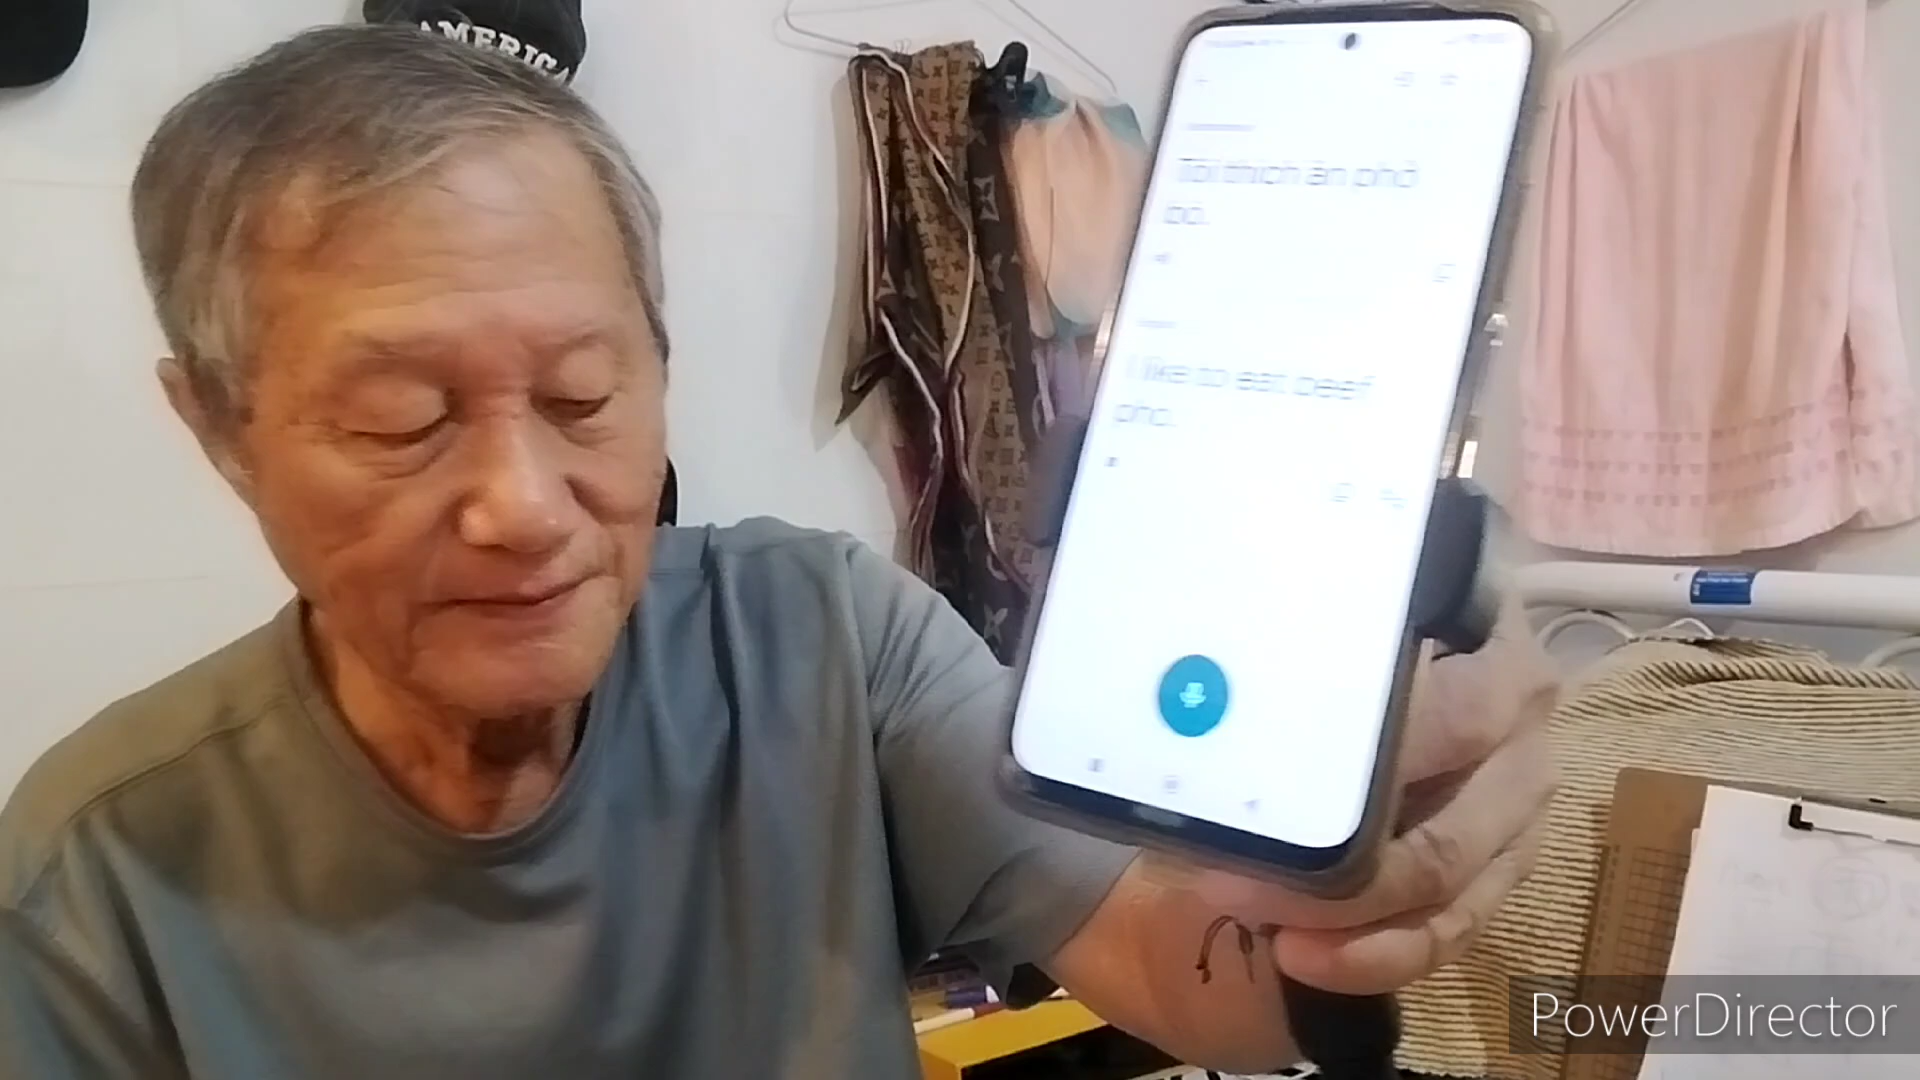 AMERICA
Tôi thích ăn phở
bò.
I like to eat beef
pho.
PowerDirector